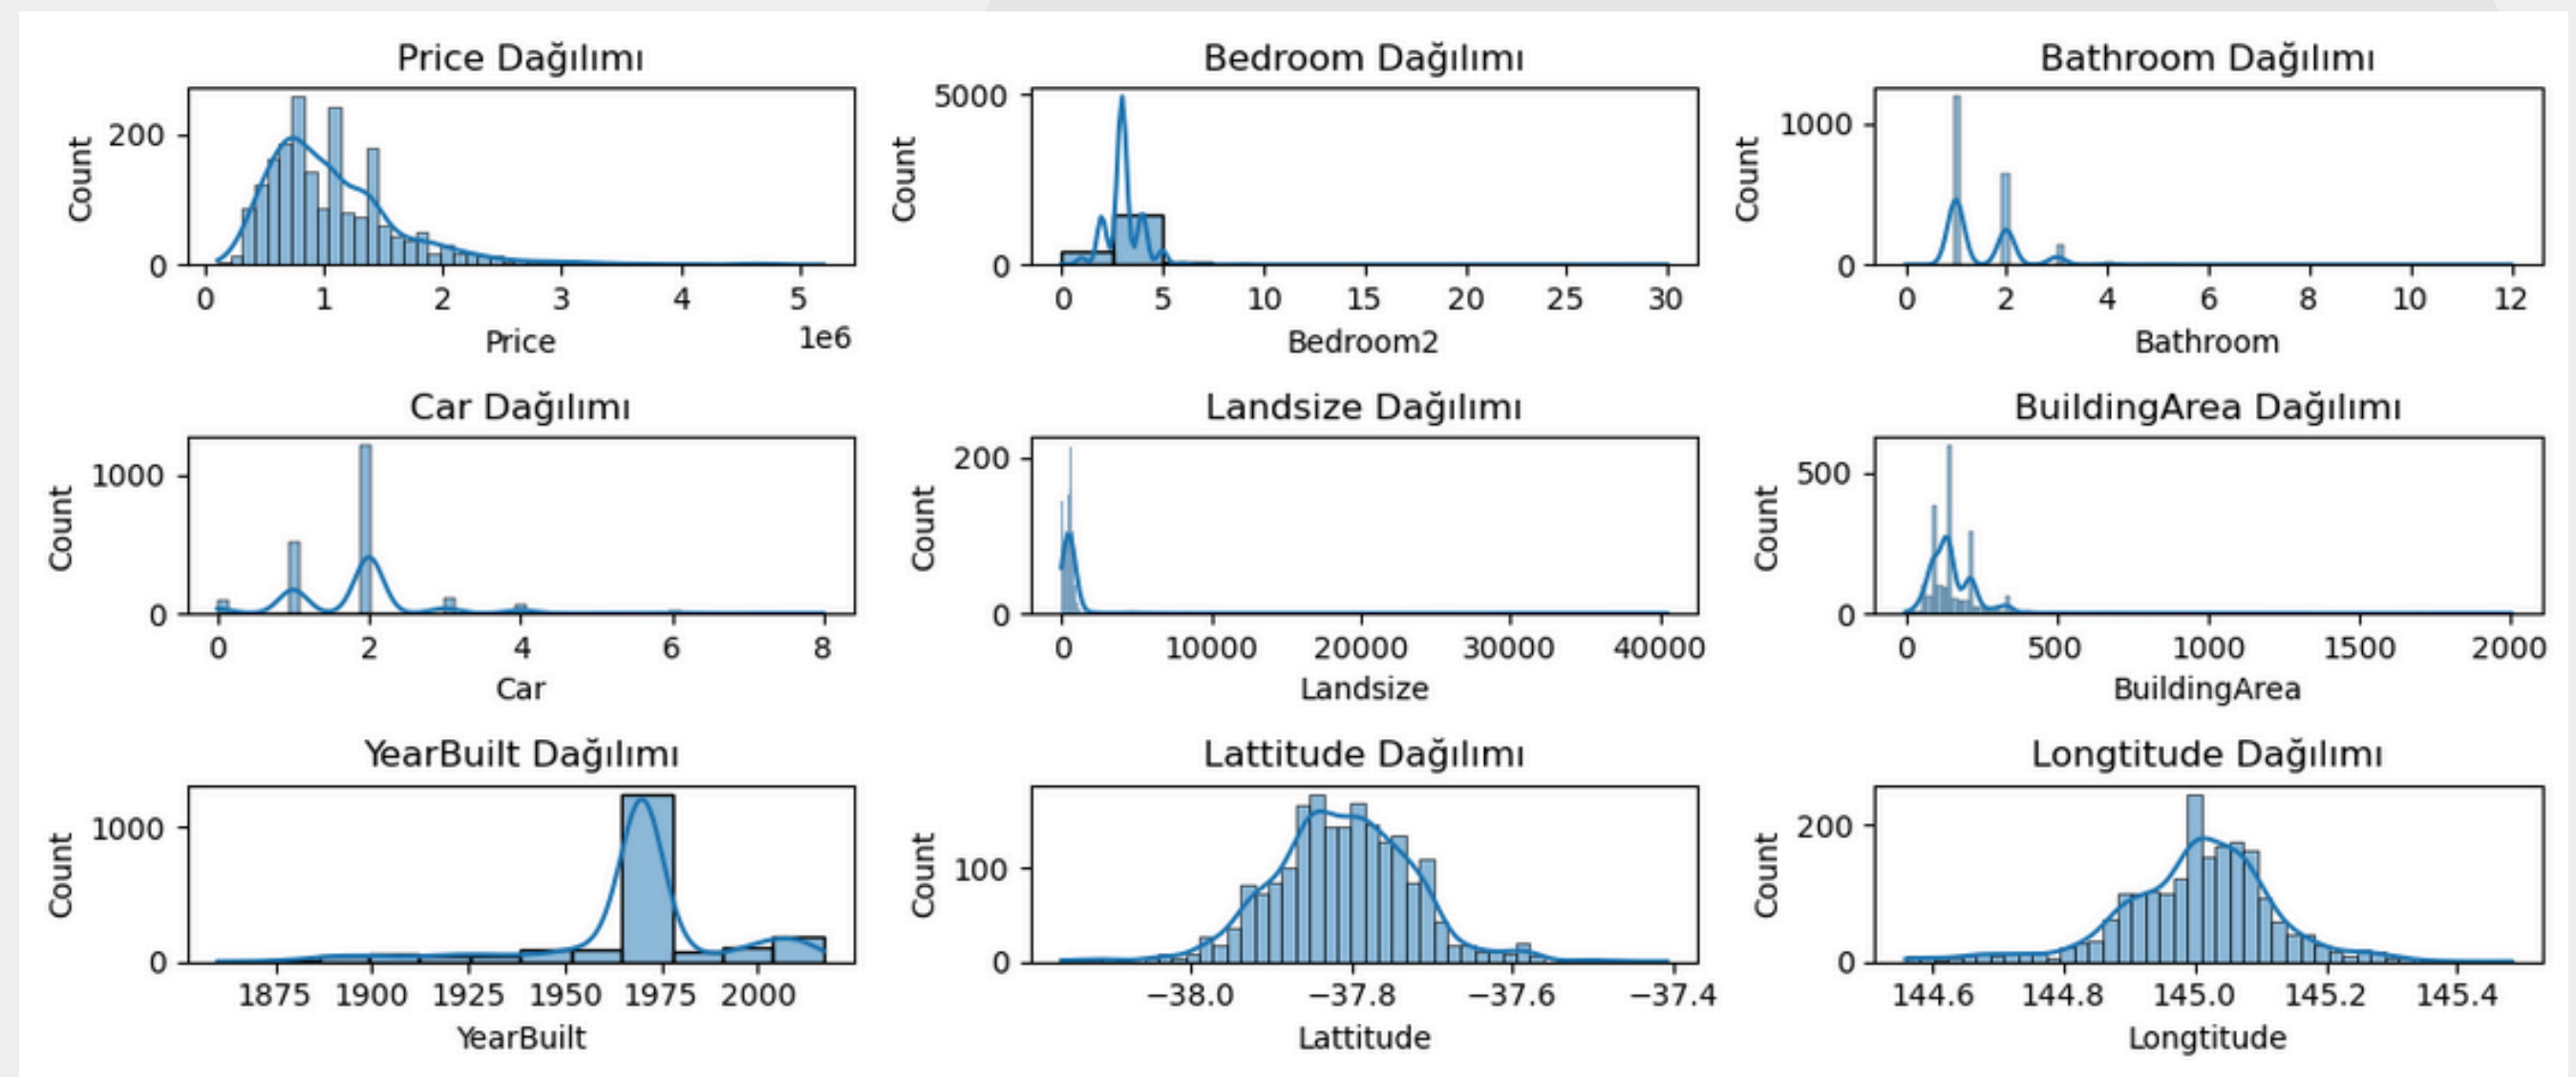 Price Dağılımı
Count
200
0
0 1 2 3 4 5
1e6
Price
Bedroom Dağılımı
Count
5000
0
0 5 10 15 20 25 30
Bedroom2
Bathroom Dağılımı
Count
1000
0
0 2 4 6 8 10 12
Bathroom
Car Dağılımı
Count
1000
0
0 2 4 6 8
Car
Landsize Dağılımı
Count
200
0
0 10000 20000 30000 40000
Landsize
BuildingArea Dağılımı
Count
500
0
0 500 1000 1500 2000
BuildingArea
YearBuilt Dağılımı
Count
1000
0
1875 1900 1925 1950 1975 2000
YearBuilt
Lattitude Dağılımı
Count
100
0
−38.0 −37.8 −37.6 −37.4
Lattitude
Longtitude Dağılımı
Count
200
0
144.6 144.8 145.0 145.2 145.4
Longtitude